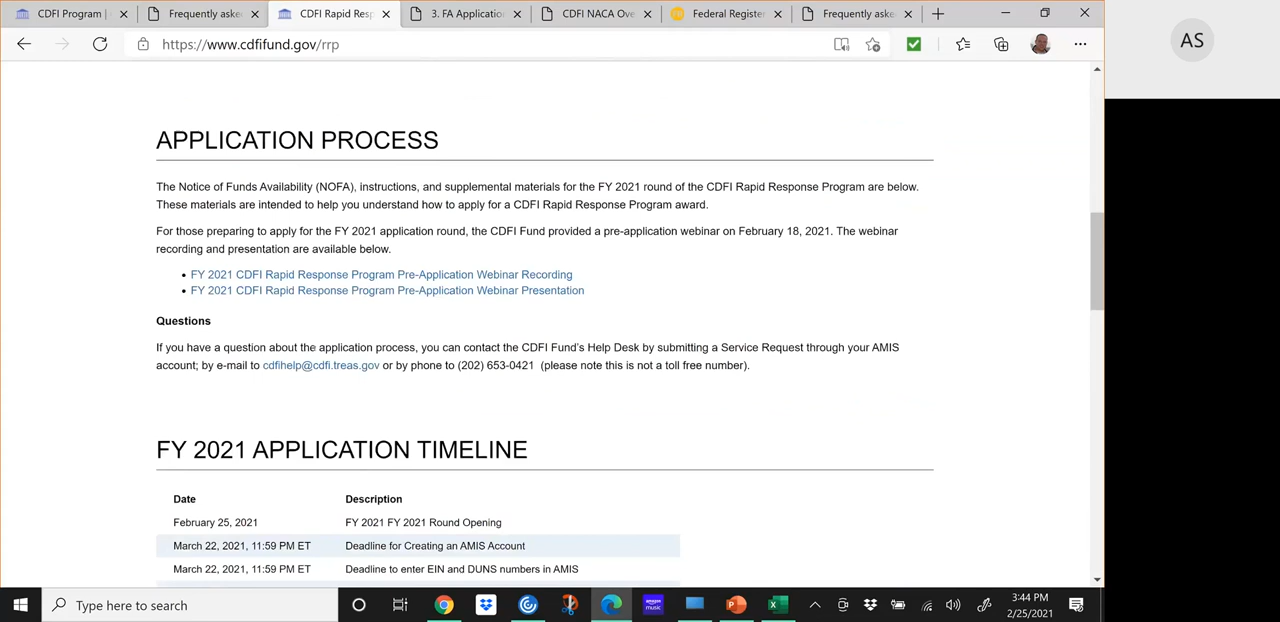 CDFI Program |
Frequently aske
CDFI Rapid Resp
3. FA Applicatio
CDFI NACA Ove
Federal Register
Frequently aske
AS
https://www.cdfifund.gov/rrp
APPLICATION PROCESS
The Notice of Funds Availability (NOFA), instructions, and supplemental materials for the FY 2021 round of the CDFI Rapid Response Program are below.
These materials are intended to help you understand how to apply for a CDFI Rapid Response Program award.
For those preparing to apply for the FY 2021 application round, the CDFI Fund provided a pre-application webinar on February 18, 2021. The webinar
recording and presentation are available below.
• FY 2021 CDFI Rapid Response Program Pre-Application Webinar Recording
• FY 2021 CDFI Rapid Response Program Pre-Application Webinar Presentation
Questions
If you have a question about the application process, you can contact the CDFI Fund's Help Desk by submitting a Service Request through your AMIS
account; by e-mail to cdfihelp@cdfi.treas.gov or by phone to (202) 653-0421 (please note this is not a toll free number).
FY 2021 APPLICATION TIMELINE
Date Description
February 25, 2021 FY 2021 FY 2021 Round Opening
March 22, 2021, 11:59 PM ET Deadline for Creating an AMIS Account
March 22, 2021, 11:59 PM ET Deadline to enter EIN and DUNS numbers in AMIS
Type here to search
amazon music
3:44 PM
2/25/2021